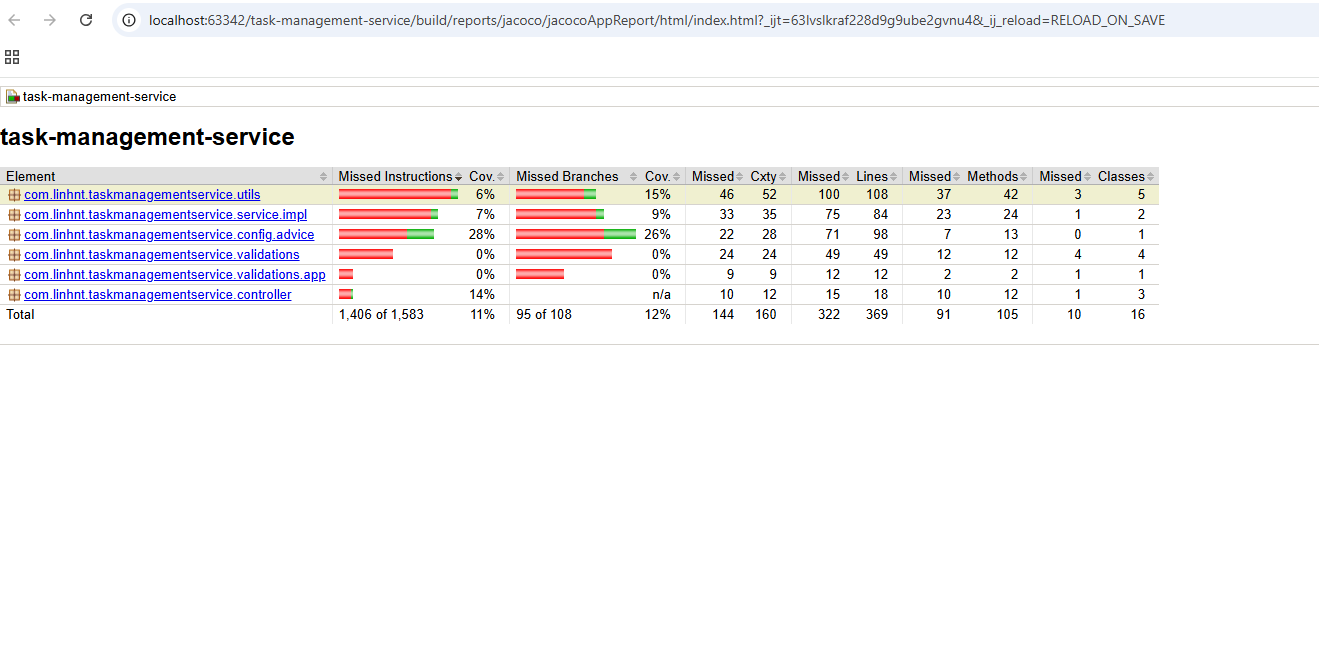 localhost:63342/task-management-service/build/reports/jacoco/jacocoAppReport/html/index.html?_ijt=63lvslkraf228d9g9ube2gvnu4&_ij_reload=RELOAD_ON_SAVE
task-management-service
task-management-service
Element Missed Instructions Cov. Missed Branches Cov. Missed Cxty Missed Lines Missed Methods Missed Classes
com.linhnt.taskmanagementservice.utils 6% 15% 46 52 100 108 37 42 3 5
com.linhnt.taskmanagementservice.service.impl 7% 9% 33 35 75 84 23 24 1 2
com.linhnt.taskmanagementservice.config.advice 28% 26% 22 28 71 98 7 13 0 1
com.linhnt.taskmanagementservice.validations 0% 0% 24 24 49 49 12 12 4 4
com.linhnt.taskmanagementservice.validations.app 0% 0% 9 9 12 12 2 2 1 1
com.linhnt.taskmanagementservice.controller 14% n/a 10 12 15 18 10 12 1 3
Total 1,406 of 1,583 11% 95 of 108 12% 144 160 322 369 91 105 10 16